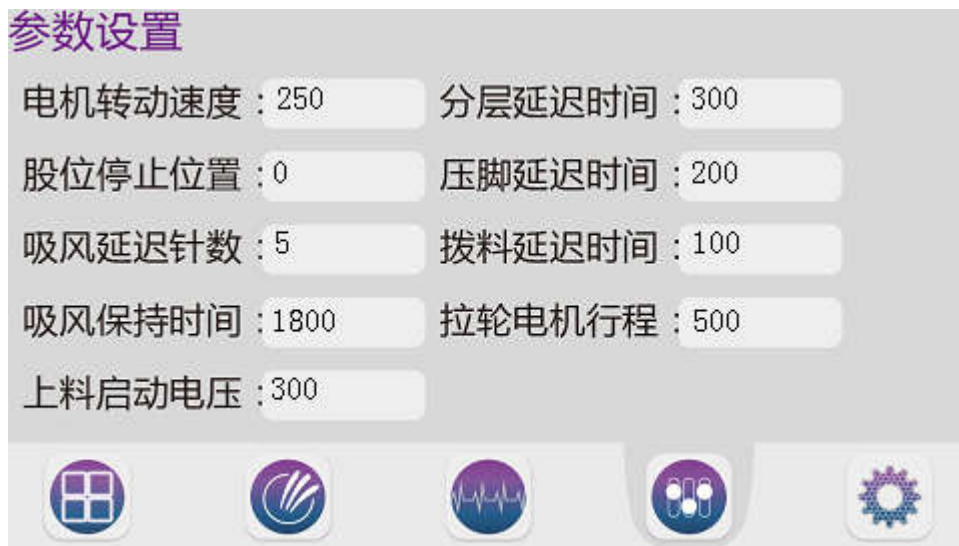 参数设置
电机转动速度：250 分层延迟时间：300
股位停止位置：0 压脚延迟时间：200
吸风延迟针数：5 拨料延迟时间：100
吸风保持时间：1800 拉轮电机行程：500
上料启动电压：300